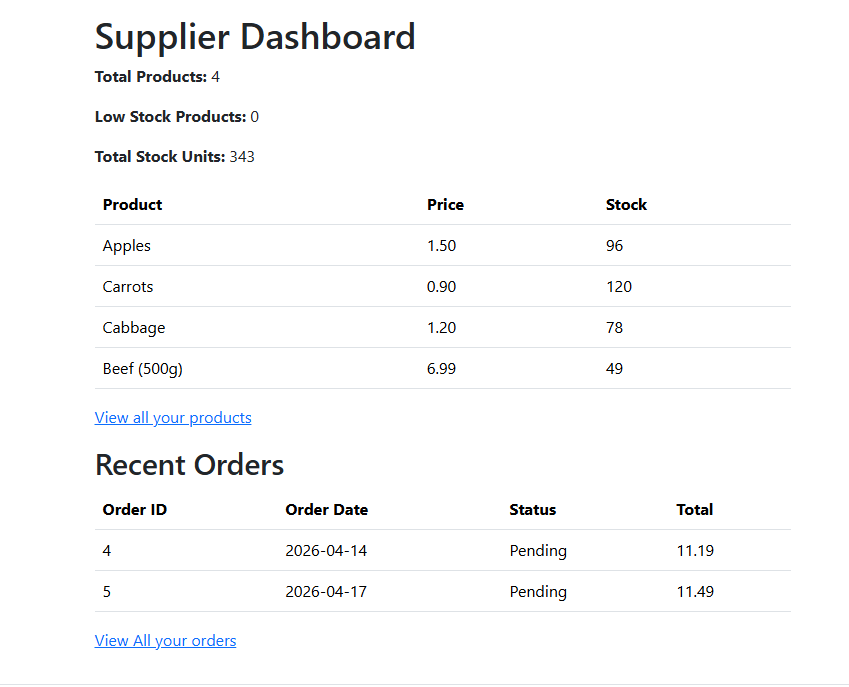 Supplier Dashboard
Total Products: 4
Low Stock Products: 0
Total Stock Units: 343
Product Price Stock
Apples 1.50 96
Carrots 0.90 120
Cabbage 1.20 78
Beef (500g) 6.99 49
View all your products
Recent Orders
Order ID Order Date Status Total
4 2026-04-14 Pending 11.19
5 2026-04-17 Pending 11.49
View All your orders